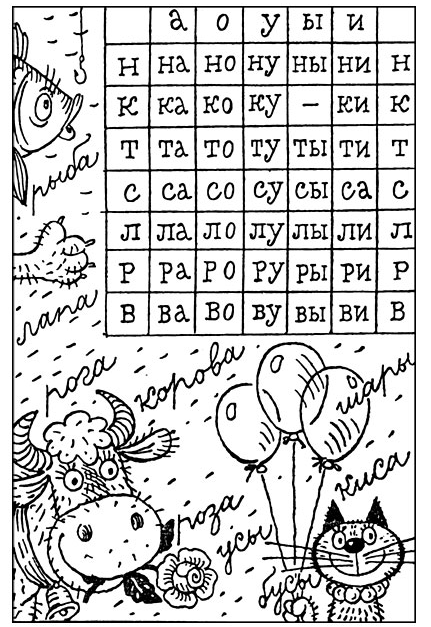 а о у ы и
н на но ну ны ни н
к ка ко ку – ки к
т та то ту ты ти т
с са со су сы са с
л ла ло лу лы ли л
р ра ро ру ры ри р
в ва во ву вы ви в
рыба
лапа
рога
корова
шары
киса
роза
усы
бусы